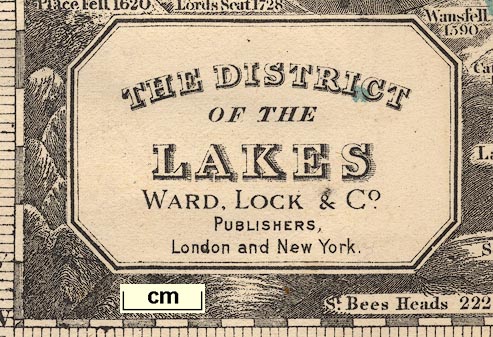 Place Fell 1620 Lords Seat 1728
Wansfell
1590
THE DISTRICT
OF THE
LAKES
WARD, LOCK & Co
PUBLISHERS,
London and New York.
cm
St Bees Heads 222